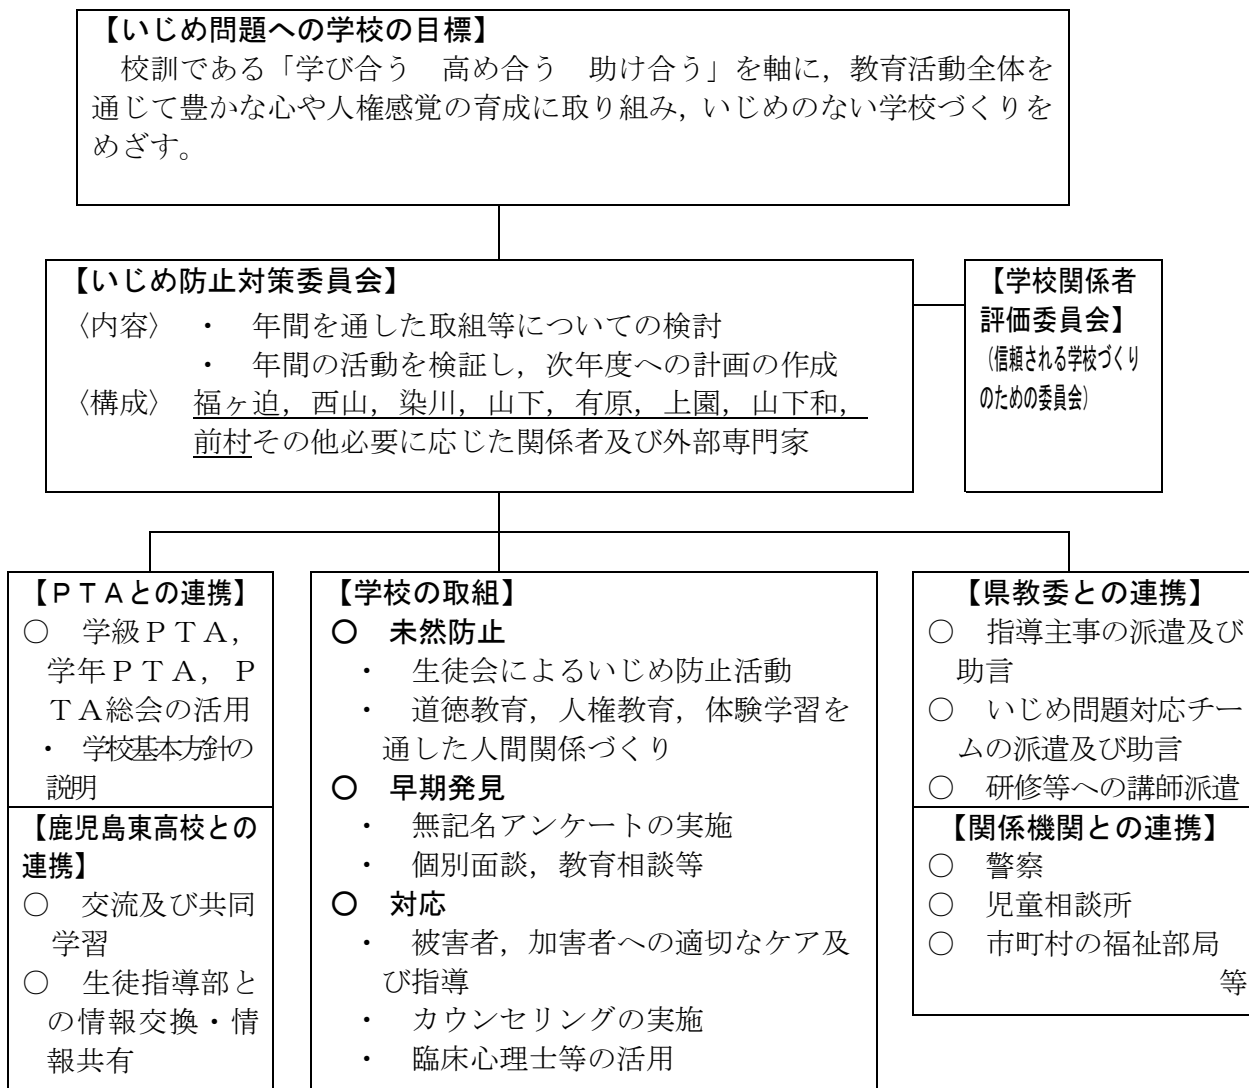 【いじめ問題への学校の目標】
校訓である「学び合う　高め合う　助け合う」を軸に，教育活動全体を
通じて豊かな心や人権感覚の育成に取り組み，いじめのない学校づくりを
めざす。
【いじめ防止対策委員会】
〈内容〉　・　年間を通した取組等についての検討
・　年間の活動を検証し，次年度への計画の作成
〈構成〉　福ヶ迫，西山，染川，山下，有原，上園，山下和，
前村その他必要に応じた関係者及び外部専門家
【学校関係者
評価委員会】
（信頼される学校づくり
のための委員会）
【ＰＴＡとの連携】
○　学級ＰＴＡ，
学年ＰＴＡ，Ｐ
ＴＡ総会の活用
・　学校基本方針の
説明
【鹿児島東高校との
連携】
○　交流及び共同
学習
○　生徒指導部と
の情報交換・情
報共有
【学校の取組】
○　未然防止
・　生徒会によるいじめ防止活動
・　道徳教育，人権教育，体験学習を
通した人間関係づくり
○　早期発見
・　無記名アンケートの実施
・　個別面談，教育相談等
○　対応
・　被害者，加害者への適切なケア及
び指導
・　カウンセリングの実施
・　臨床心理士等の活用
【県教委との連携】
○　指導主事の派遣及び
助言
○　いじめ問題対応チー
ムの派遣及び助言
○　研修等への講師派遣
【関係機関との連携】
○　警察
○　児童相談所
○　市町村の福祉部局
等